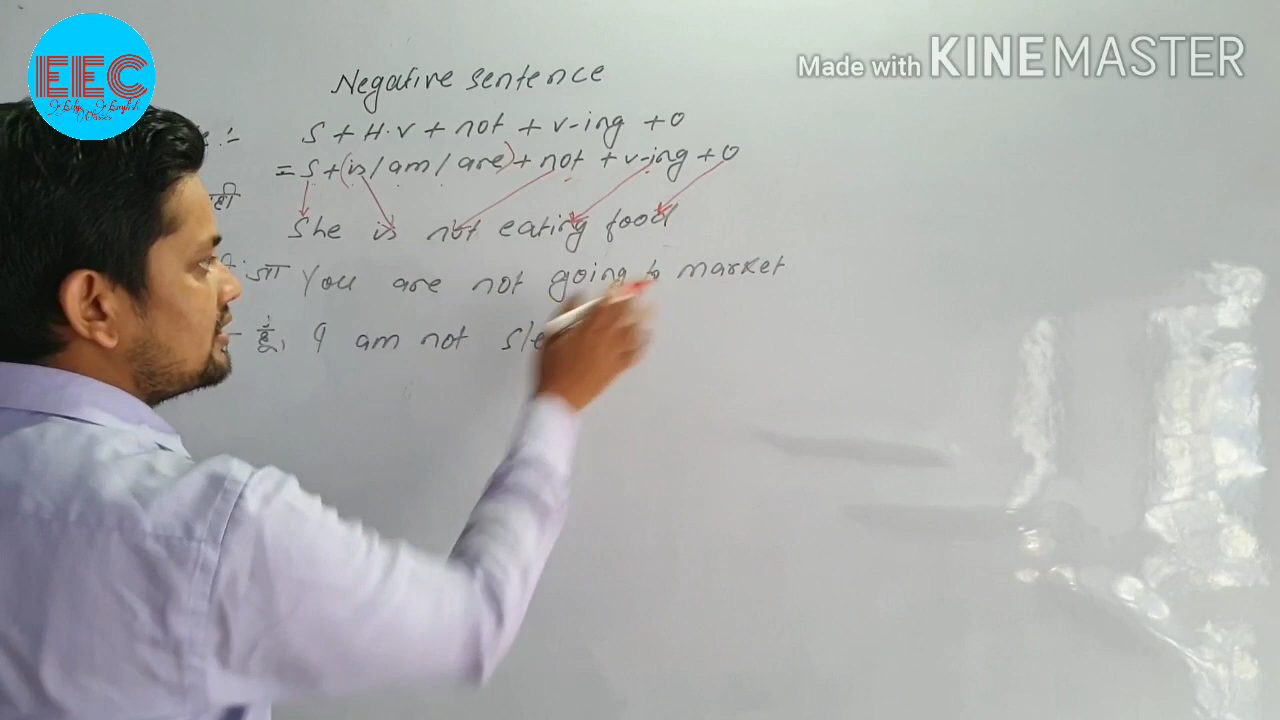 EEC
Made with KINEMASTER
Negative sentence
:- S + H.V + not + v-ing + O
= S + (is / am / are) + not + v-ing + O
She is not eating food
जा You are not going to market
हूँ, I am not sle